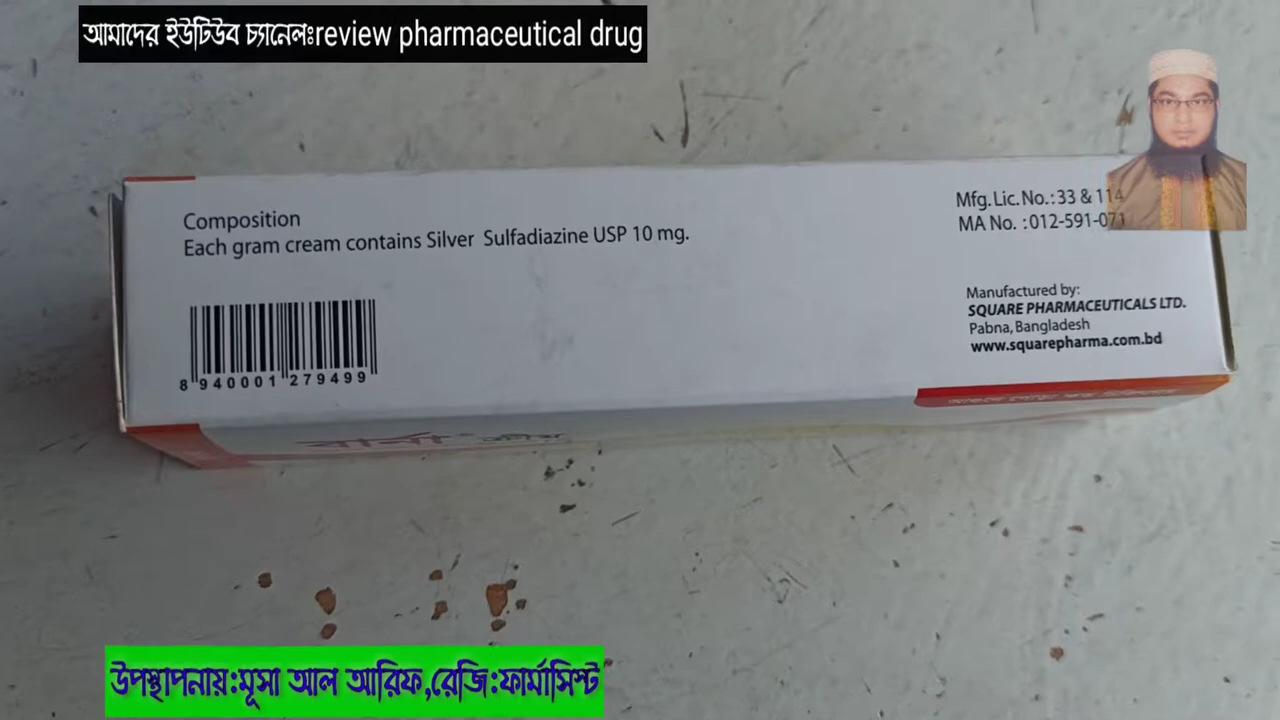 আমাদের ইউটিউব চ্যানেলঃreview pharmaceutical drug
Composition
Each gram cream contains Silver Sulfadiazine USP 10 mg.
Mfg. Lic. No. : 33 & 114
MA No. : 012-591-071
8 940001 279499
Manufactured by:
SQUARE PHARMACEUTICALS LTD.
Pabna, Bangladesh
www.squarepharma.com.bd
বার্না ক্রীম
উপস্থাপনায়:মূসা আল আরিফ,রেজি:ফার্মাসিস্ট